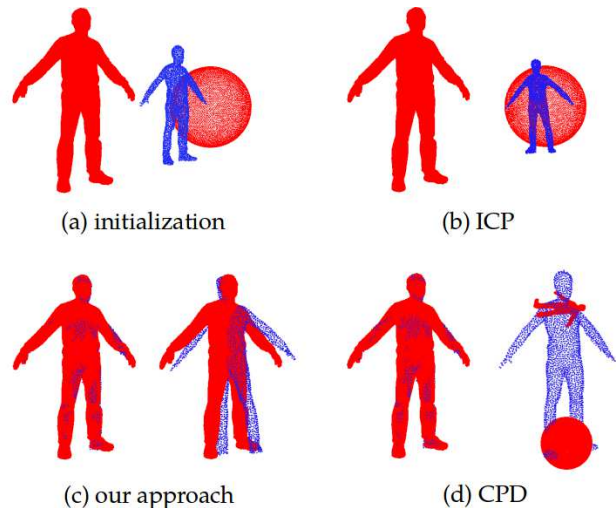 (a) initialization
(b) ICP
(c) our approach
(d) CPD